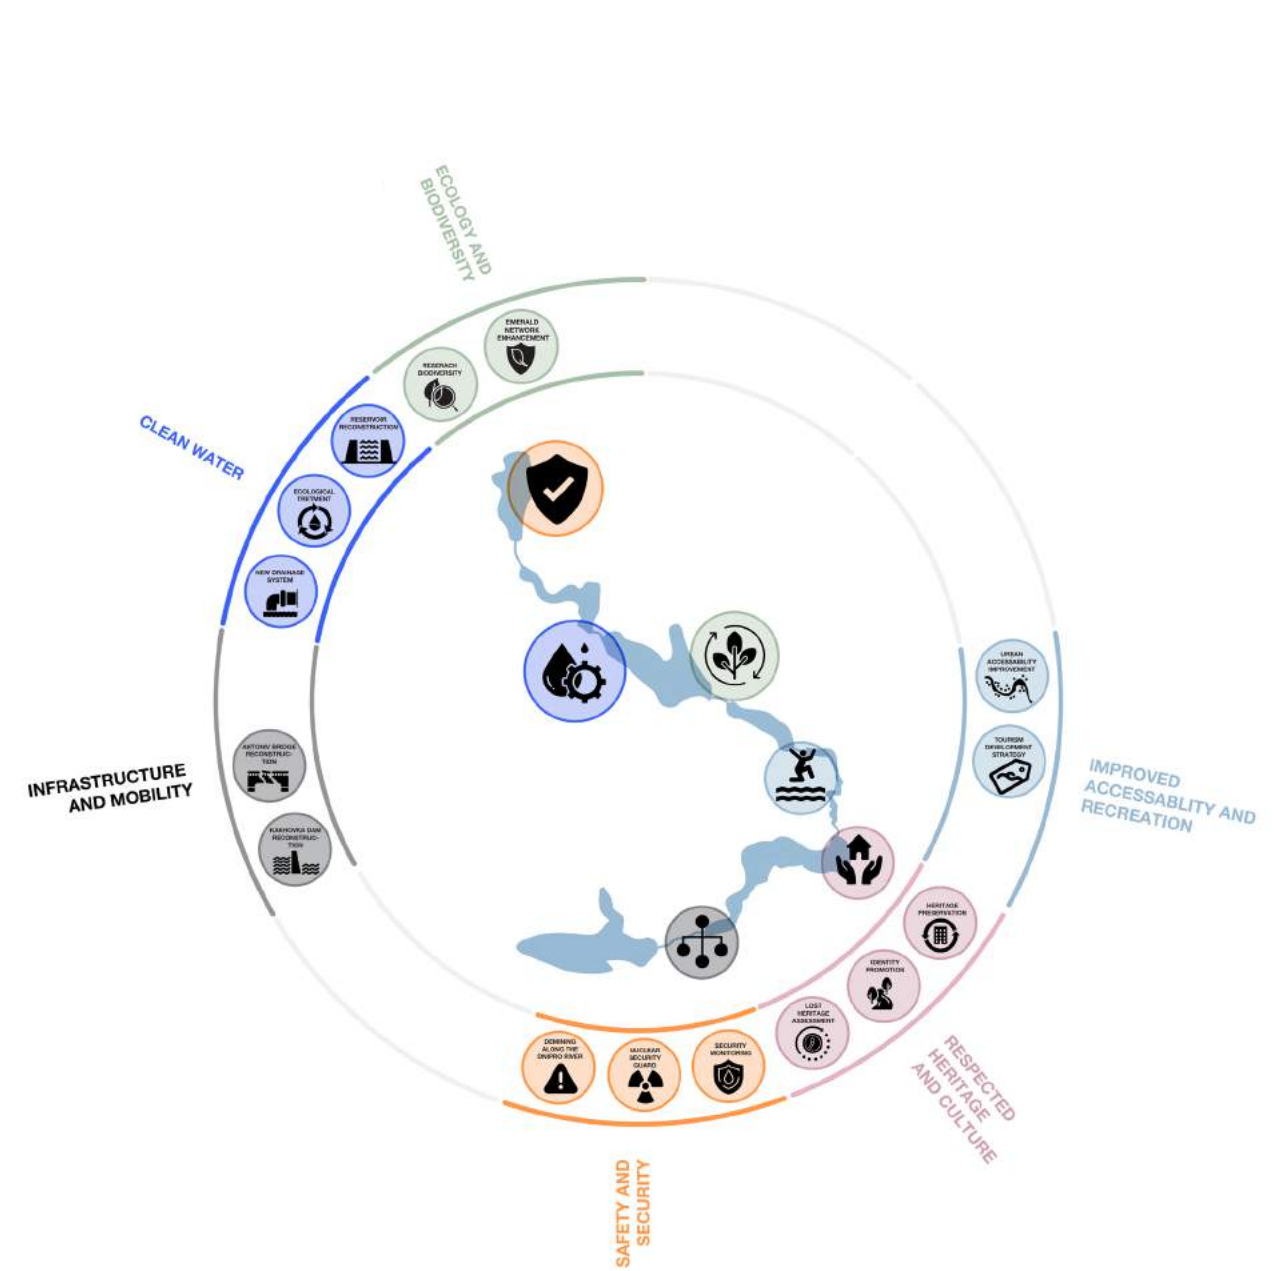 ECOLOGY AND
BIODIVERSITY
EMERALD
NETWORK
ENHANCEMENT
RESERACH
BIODIVERSITY
CLEAN WATER
RESERVOIR
RECONSTRUCTION
ECOLOGICAL
TRETMENT
NEW DRAINAGE
SYSTEM
INFRASTRUCTURE
AND MOBILITY
ANTONIV BRIDGE
RECONSTRUC-
TION
KAKHOVKA DAM
RECONSTRUC-
TION
URBAN
ACCESSABILITY
IMPROVEMENT
TOURISM
DEVELOPMENT
STRATEGY
IMPROVED
ACCESSABLITY AND
RECREATION
HERITAGE
PRESERVATION
IDENTITY
PROMOTION
LOST
HERITAGE
ASSESSMENT
RESPECTED
HERITAGE
AND CULTURE
DEMINING
ALONG THE
DNIPRO RIVER
NUCLEAR
SECURITY
GUARD
SECURITY
MONITORING
SAFETY AND
SECURITY